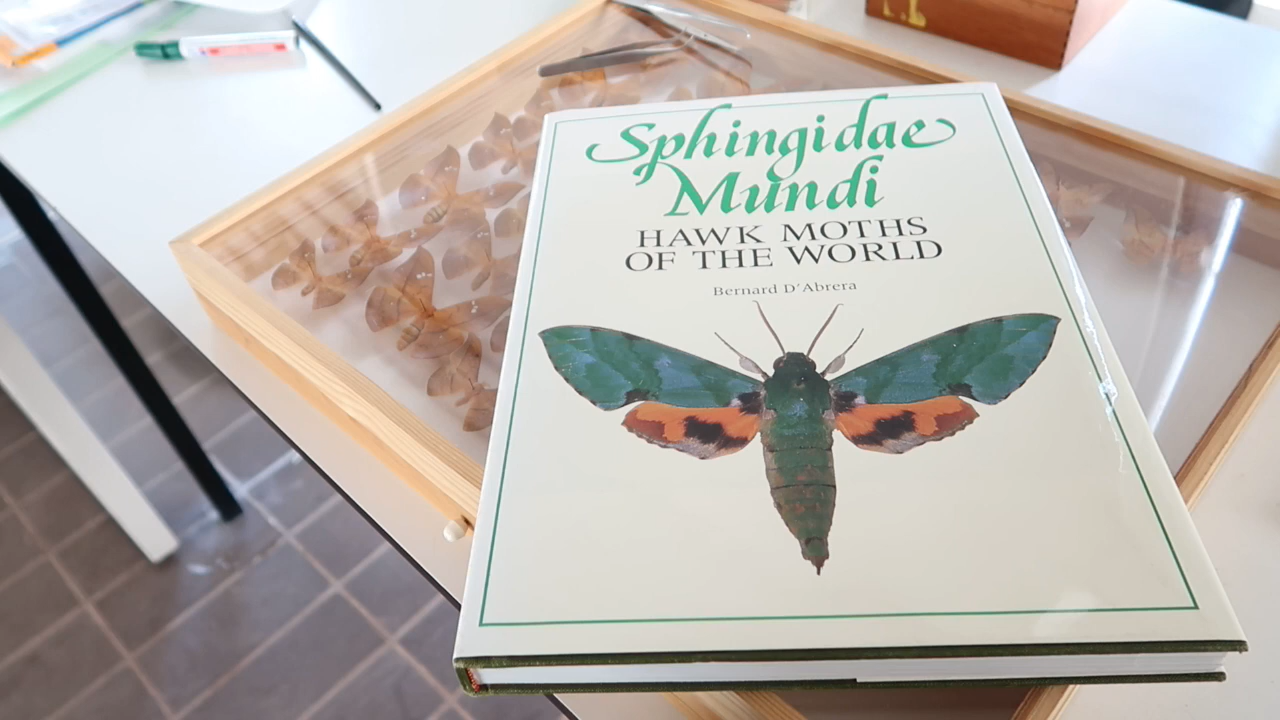 Sphingidae
Mundi
HAWK MOTHS
OF THE WORLD
Bernard D'Abrera